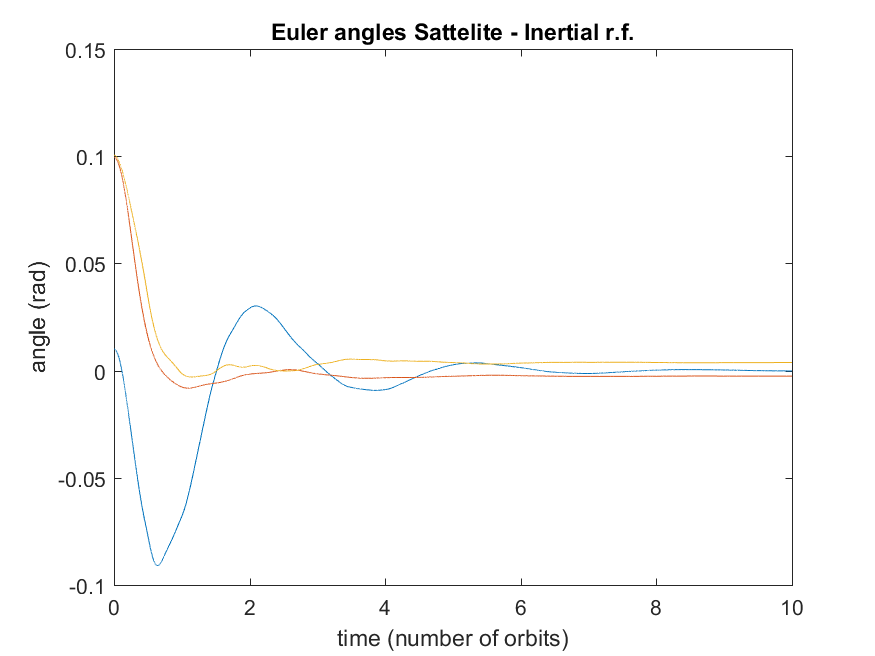 Euler angles Sattelite - Inertial r.f.
0.15
0.1
0.05
0
-0.05
-0.1
angle (rad)
0 2 4 6 8 10
time (number of orbits)